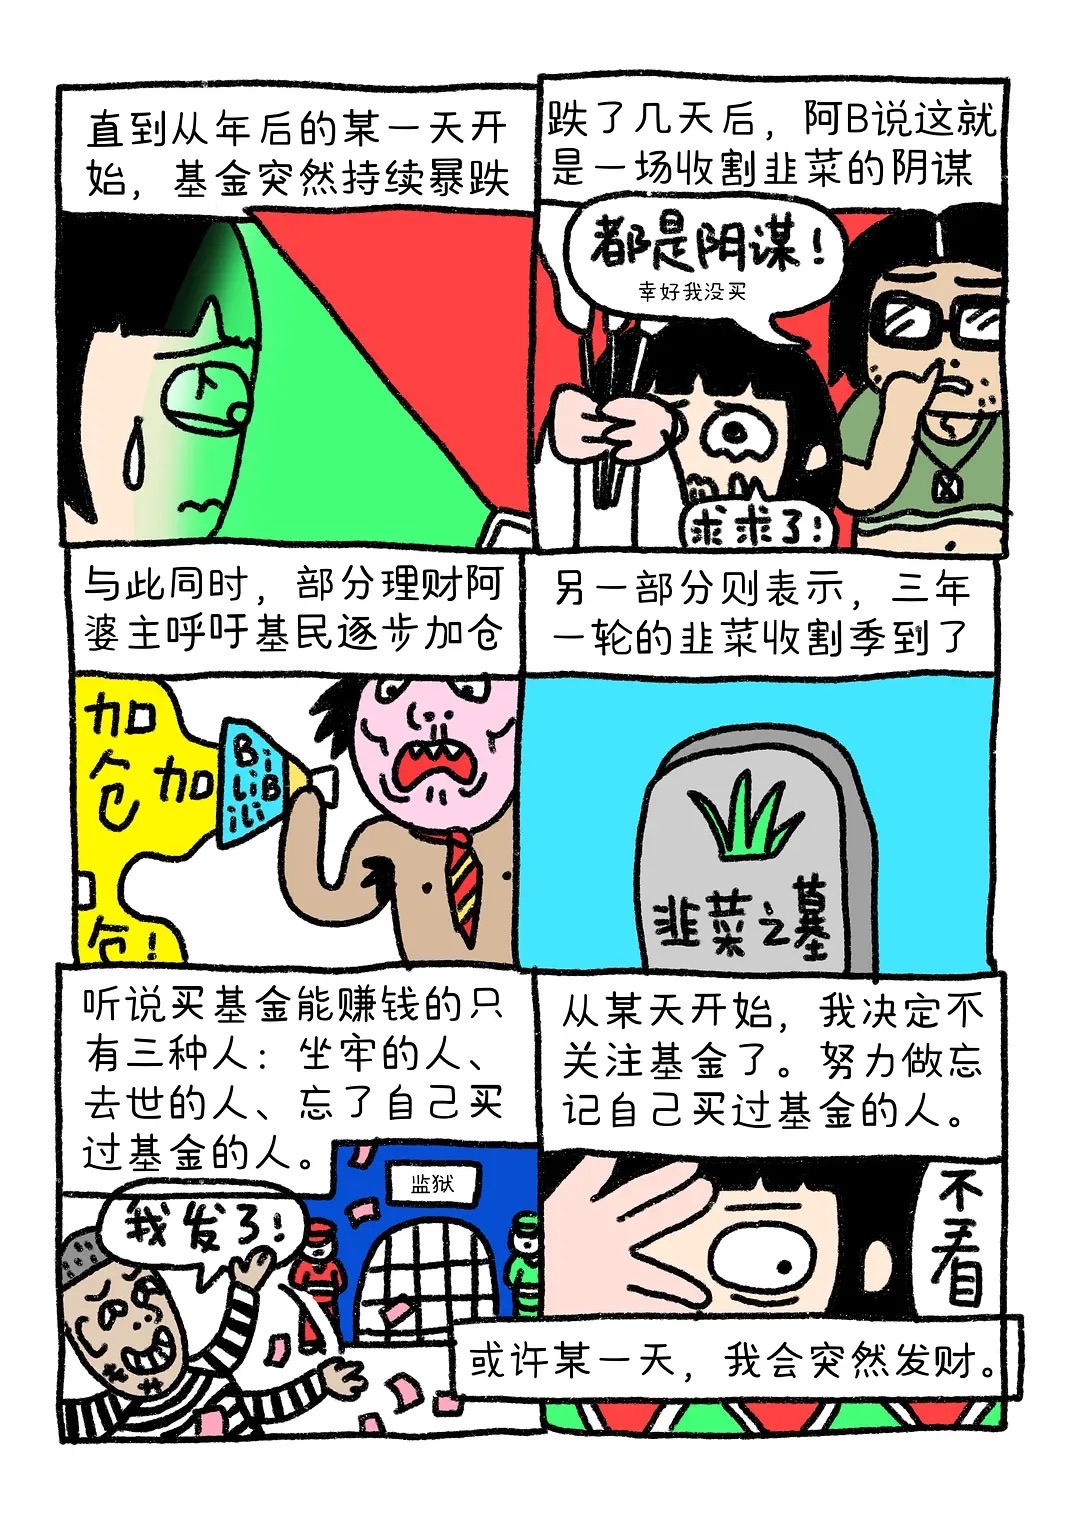 直到从年后的某一天开
始，基金突然持续暴跌
跌了几天后，阿B说这就
是一场收割韭菜的阴谋
都是阴谋！
幸好我没买
求求了！
与此同时，部分理财阿
婆主呼吁基民逐步加仓
加
仓
加
仓！
Bi
LiB
ili
另一部分则表示，三年
一轮的韭菜收割季到了
韭菜之墓
听说买基金能赚钱的只
有三种人：坐牢的人、
去世的人、忘了自己买
过基金的人。
监狱
我发了！
从某天开始，我决定不
关注基金了。努力做忘
记自己买过基金的人。
不看
或许某一天，我会突然发财。